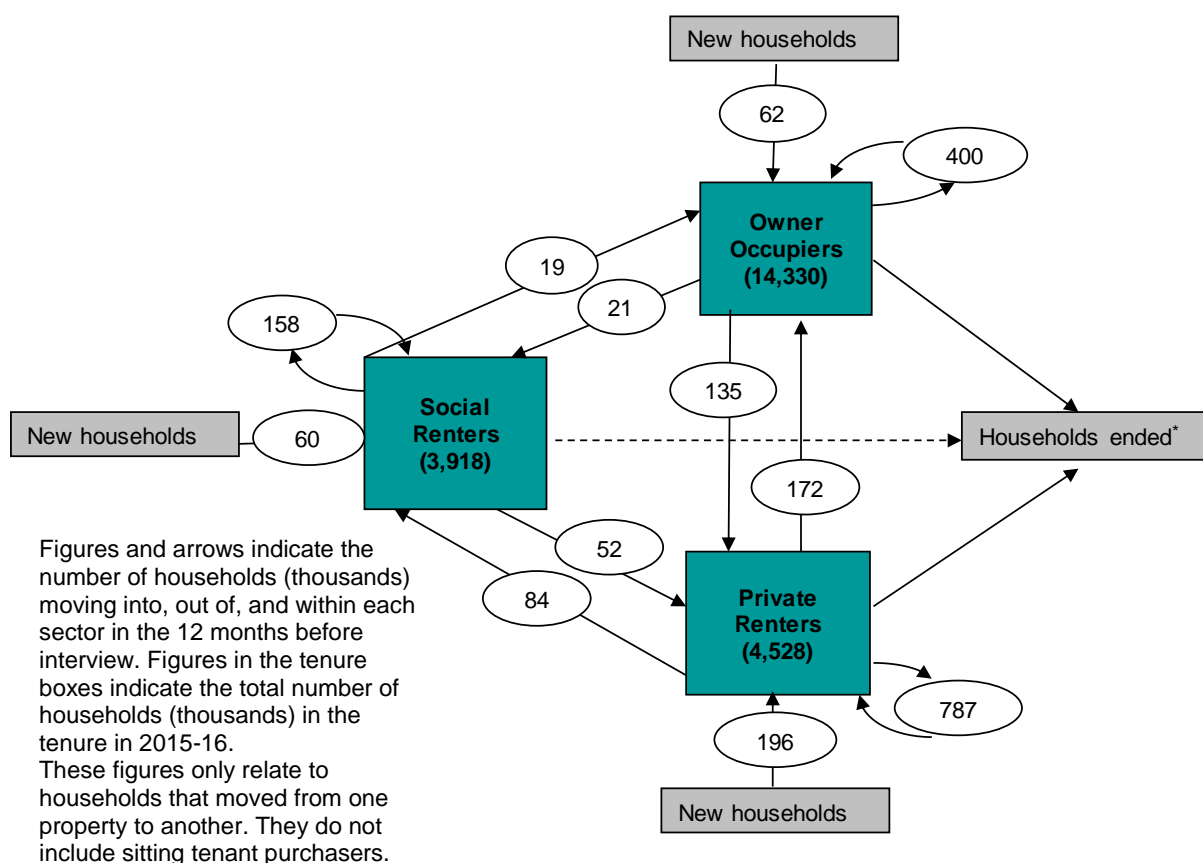 New households
62
400
Owner
Occupiers
(14,330)
19
21
158
135
Social
Renters
(3,918)
New households
60
Households ended*
172
52
84
Private
Renters
(4,528)
787
196
New households
Figures and arrows indicate the
number of households (thousands)
moving into, out of, and within each
sector in the 12 months before
interview. Figures in the tenure
boxes indicate the total number of
households (thousands) in the
tenure in 2015-16.
These figures only relate to
households that moved from one
property to another. They do not
include sitting tenant purchasers.